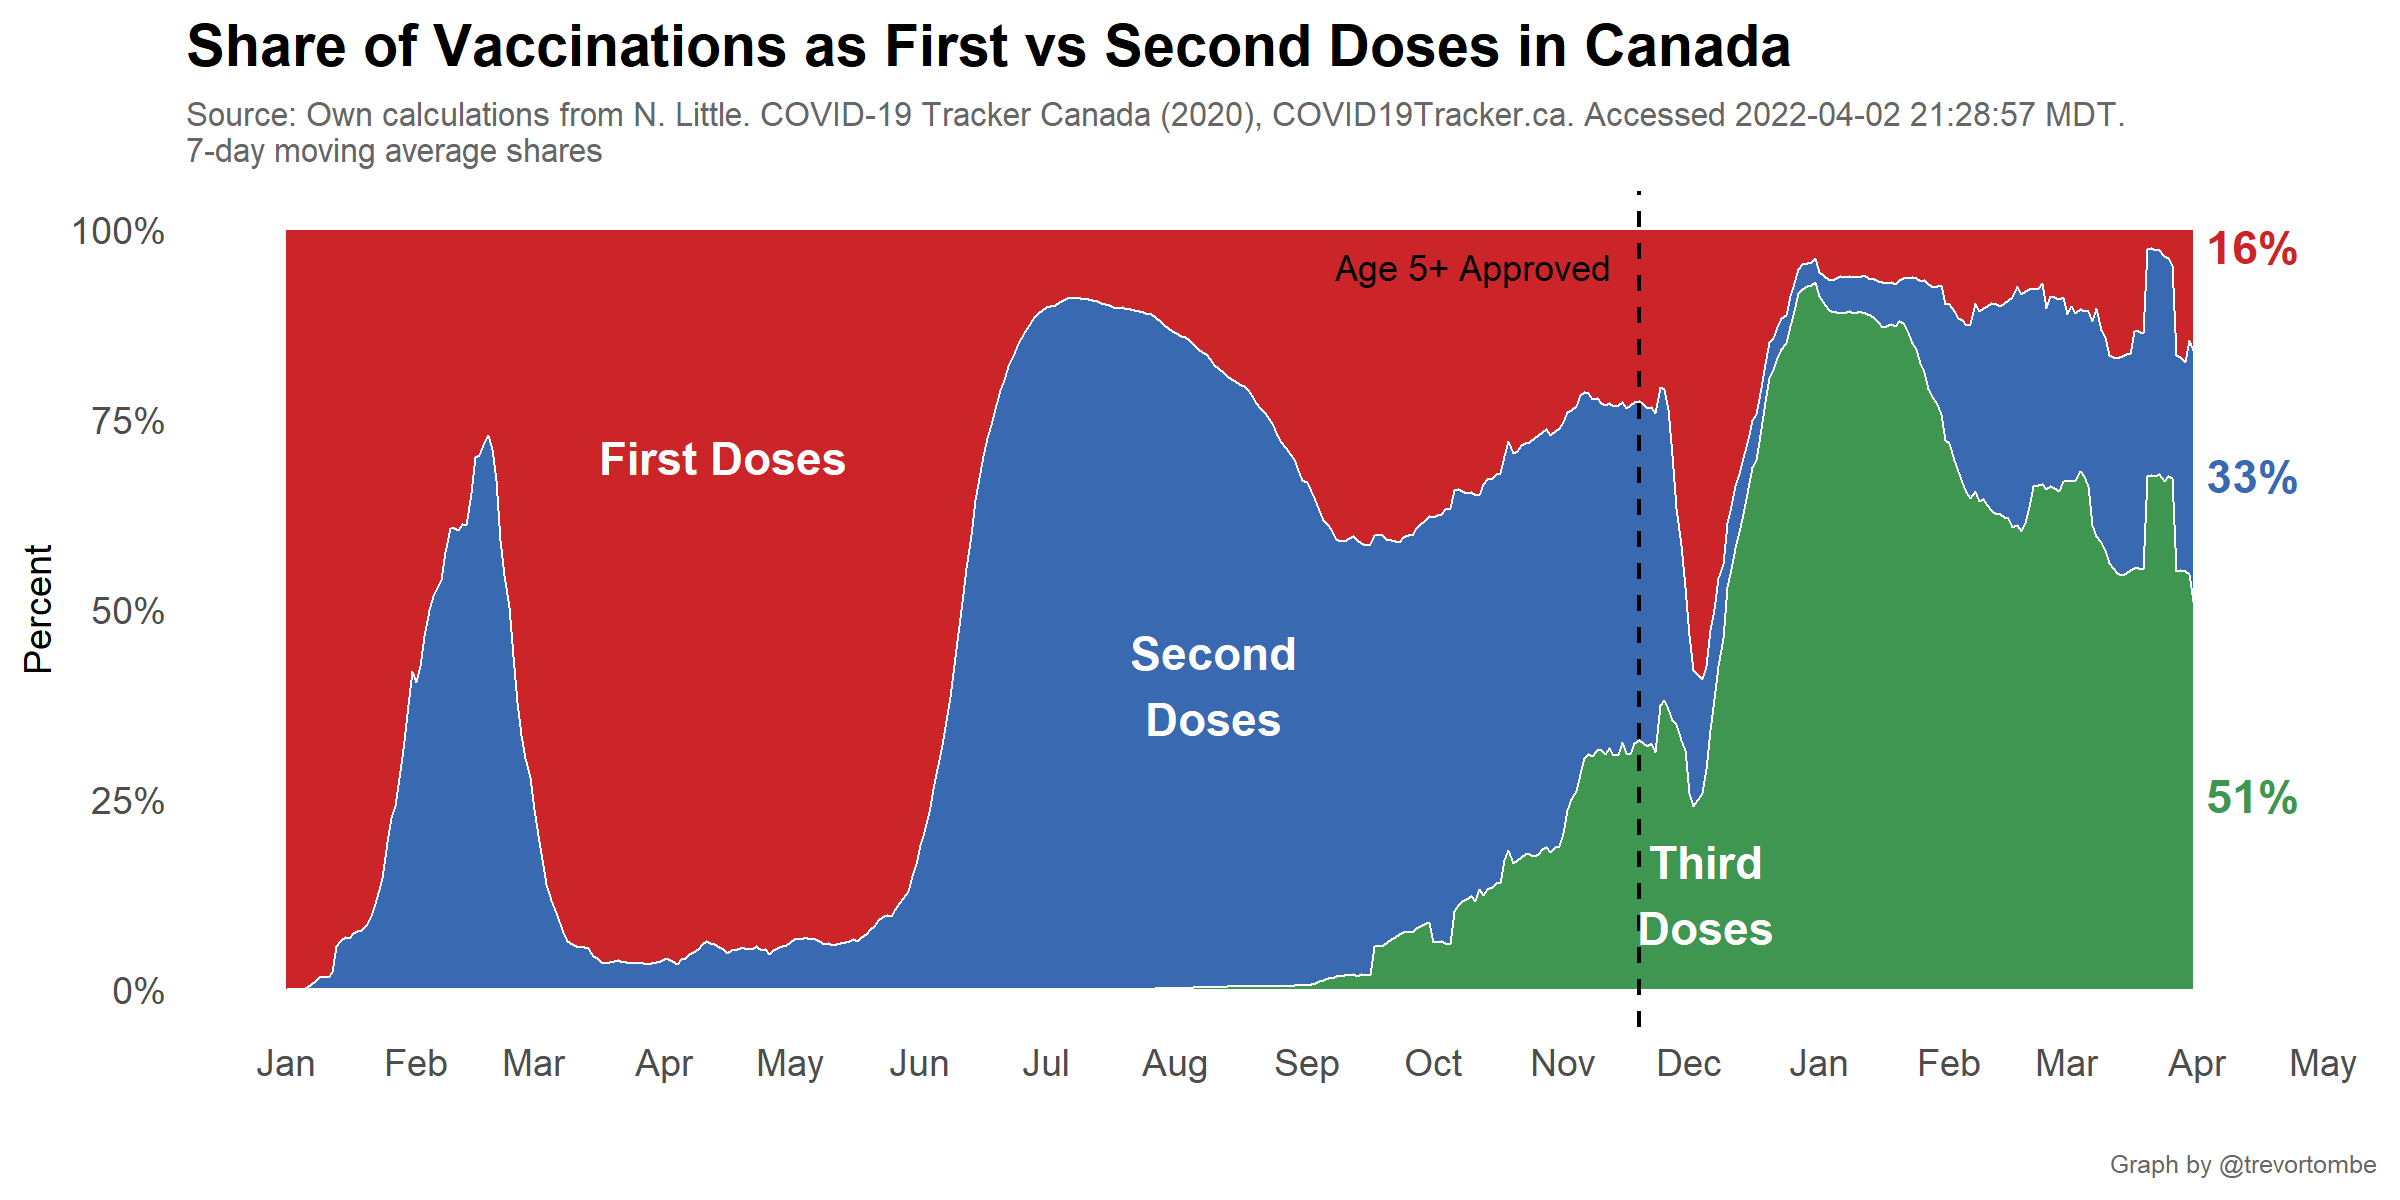 Share of Vaccinations as First vs Second Doses in Canada
Source: Own calculations from N. Little. COVID-19 Tracker Canada (2020), COVID19Tracker.ca. Accessed 2022-04-02 21:28:57 MDT.
7-day moving average shares
100%
75%
50%
25%
0%
Percent
Age 5+ Approved
First Doses
Second
Doses
Third
Doses
16%
33%
51%
Jan Feb Mar Apr May Jun Jul Aug Sep Oct Nov Dec Jan Feb Mar Apr May
Graph by @trevortombe